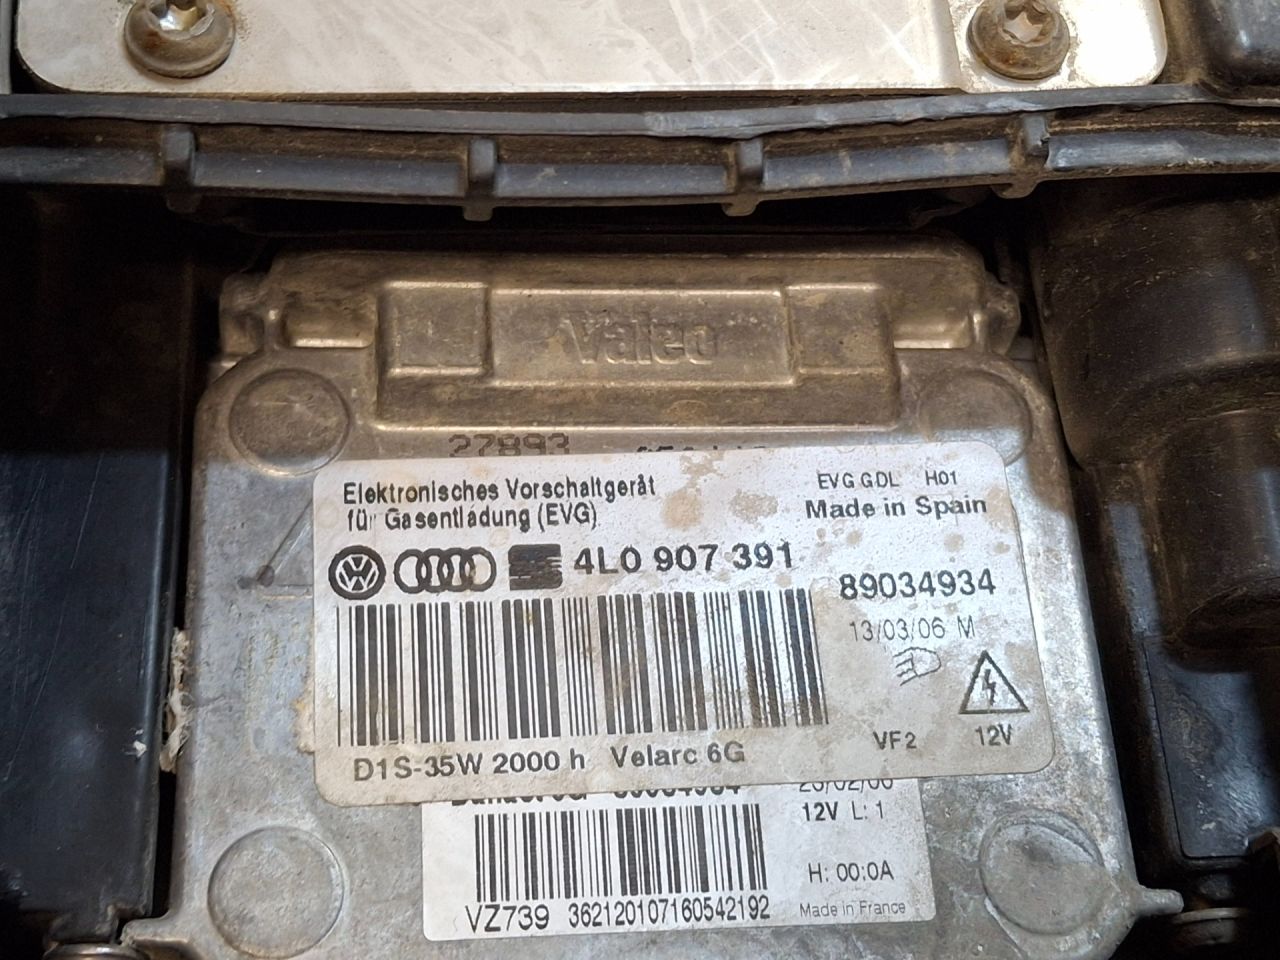 Valeo
27893
Elektronisches Vorschaltgerät
für Gasentladung (EVG)
EVG GDL H01
Made in Spain
4L0 907 391
89034934
13/03/06 M
VF2
12V
D1S-35W 2000 h Velarc 6G
12V L: 1
H: 00:0A
VZ739 36212010716054219​2
Made in France